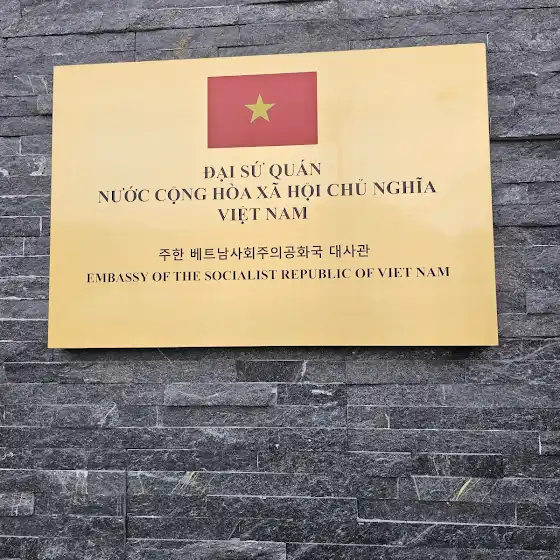 ĐẠI SỨ QUÁN
NƯỚC CỘNG HÒA XÃ HỘI CHỦ NGHĨA
VIỆT NAM
주한 베트남사회주의공화국 대사관
EMBASSY OF THE SOCIALIST REPUBLIC OF VIET NAM